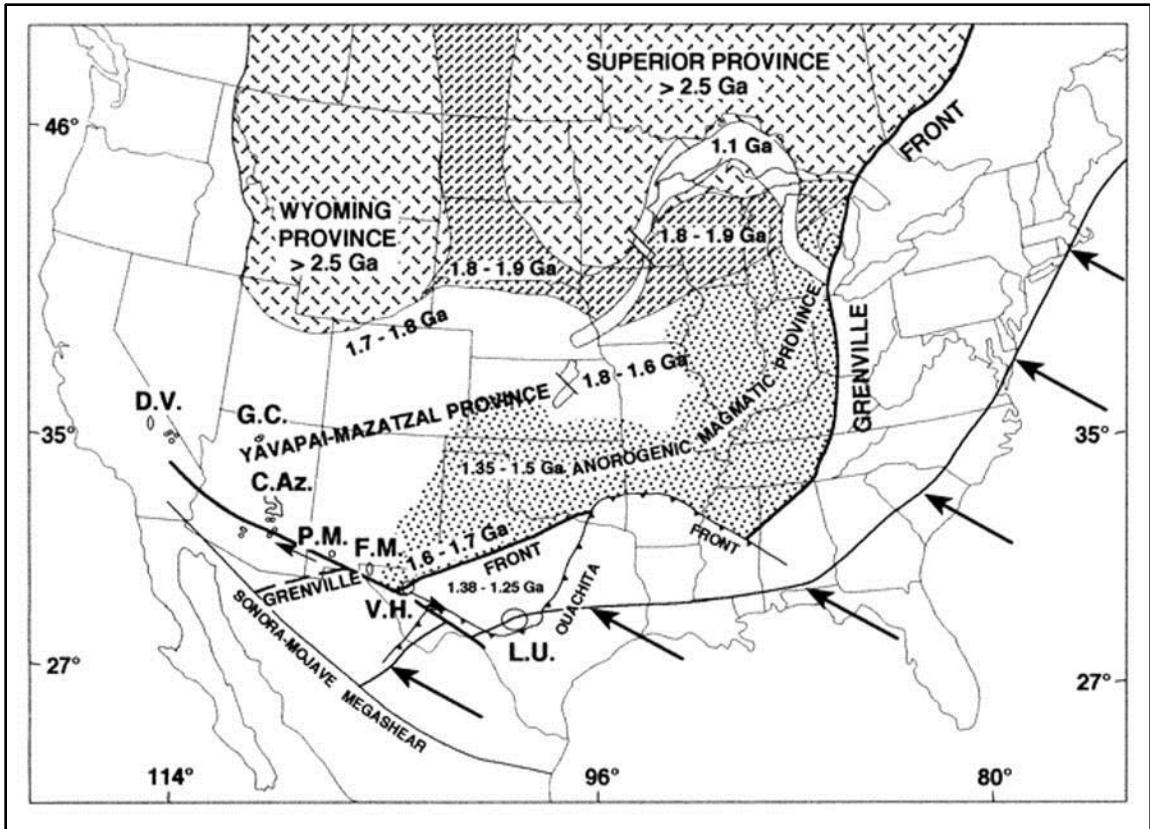 SUPERIOR PROVINCE
> 2.5 Ga
46°
FRONT
1.1 Ga
WYOMING
PROVINCE
> 2.5 Ga
1.8 - 1.9 Ga
1.8 - 1.9 Ga
1.7 - 1.8 Ga
GRENVILLE
1.8 - 1.6 Ga
YAVAPAI-MAZATZAL PROVINCE
D.V.
G.C.
35°
35°
1.35 - 1.5 Ga
ANOROGENIC MAGMATIC PROVINCE
C.Az.
P.M.
F.M.
1.6 - 1.7 Ga
FRONT
FRONT
GRENVILLE
1.38 - 1.25 Ga
V.H.
OUACHITA
L.U.
SONORA-MOJAVE MEGASHEAR
27°
27°
114°
96°
80°